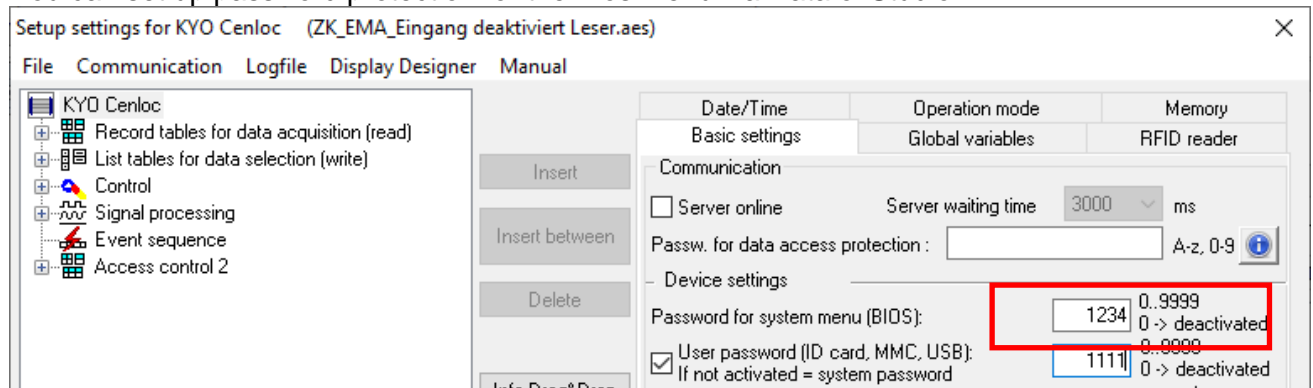 Setup settings for KYO Cenloc (ZK_EMA_Eingang deaktiviert Leser.aes)
File Communication Logfile Display Designer Manual
KYO Cenloc
Record tables for data acquisition (read)
List tables for data selection (write)
Control
Signal processing
Event sequence
Access control 2
Insert
Insert between
Delete
Date/Time Operation mode Memory
Basic settings Global variables RFID reader
Communication
Server online Server waiting time 3000 ms
Passw. for data access protection : A-z, 0-9
Device settings
Password for system menu (BIOS): 1234 0..9999
0 -> deactivated
User password (ID card, MMC, USB): 1111 0..9999
If not activated = system password 0 -> deactivated